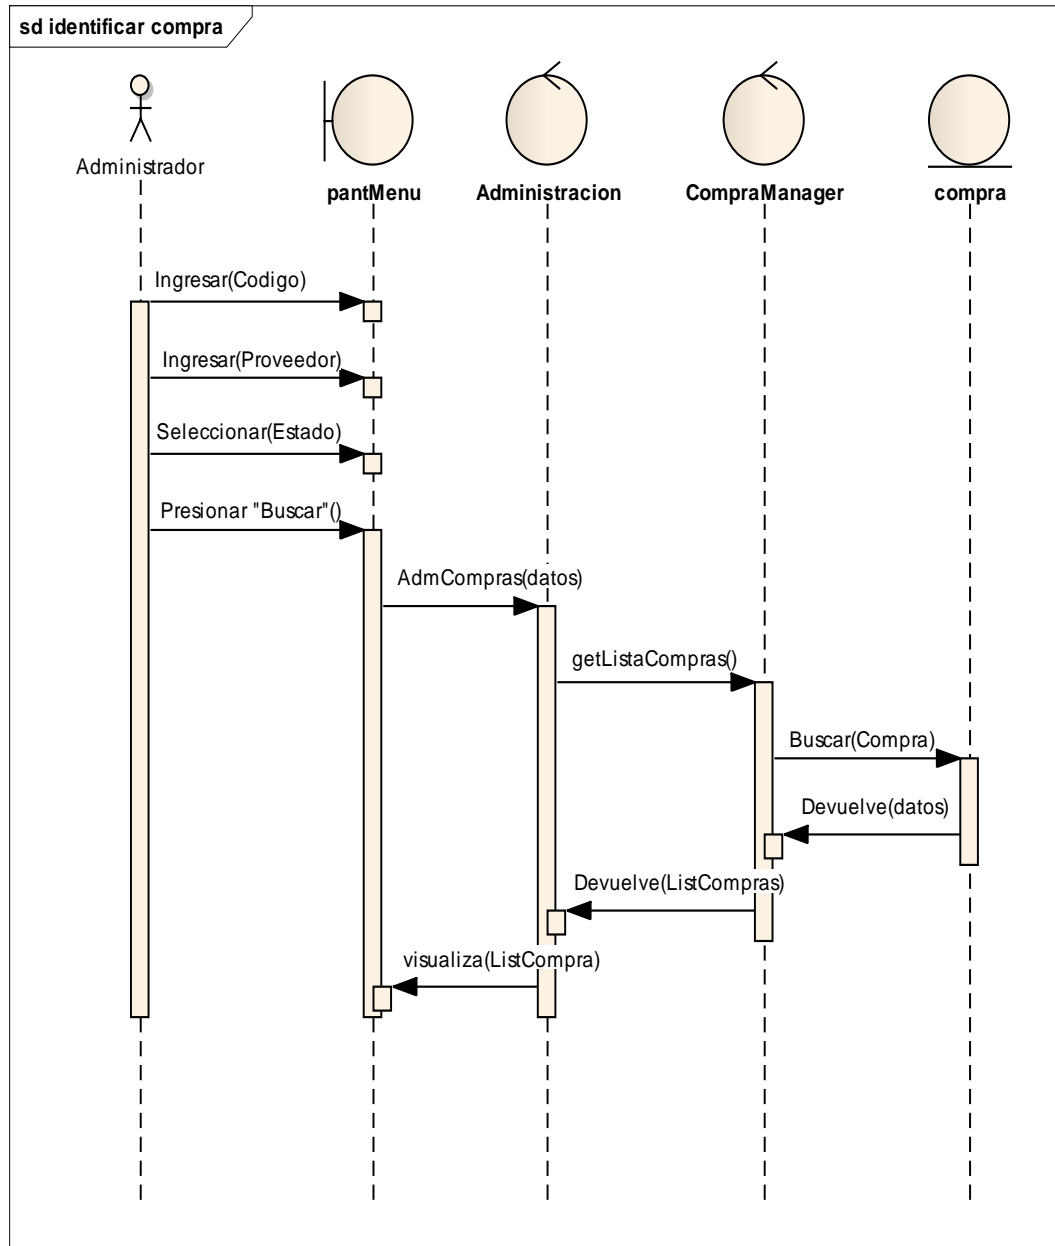 sd identificar compra
Administrador
pantMenu
Administracion
CompraManager
compra
Ingresar(Codigo)
Ingresar(Proveedor)
Seleccionar(Estado)
Presionar "Buscar"()
AdmCompras(datos)
getListaCompras()
Buscar(Compra)
Devuelve(datos)
Devuelve(ListCompras)
visualiza(ListCompra)